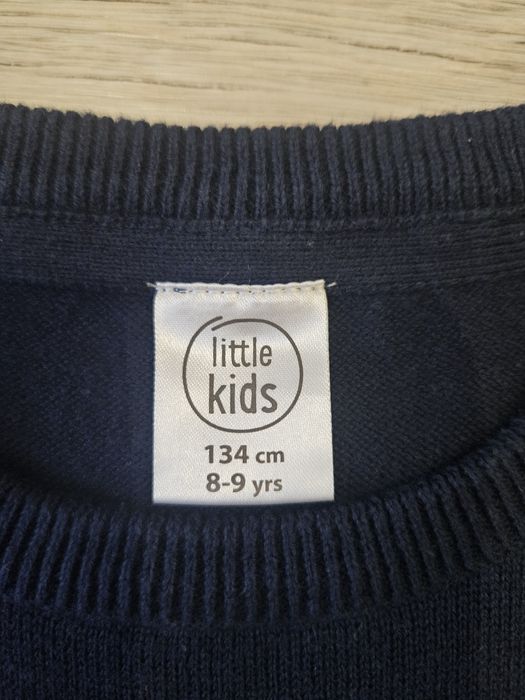 little
kids
134 cm
8-9 yrs